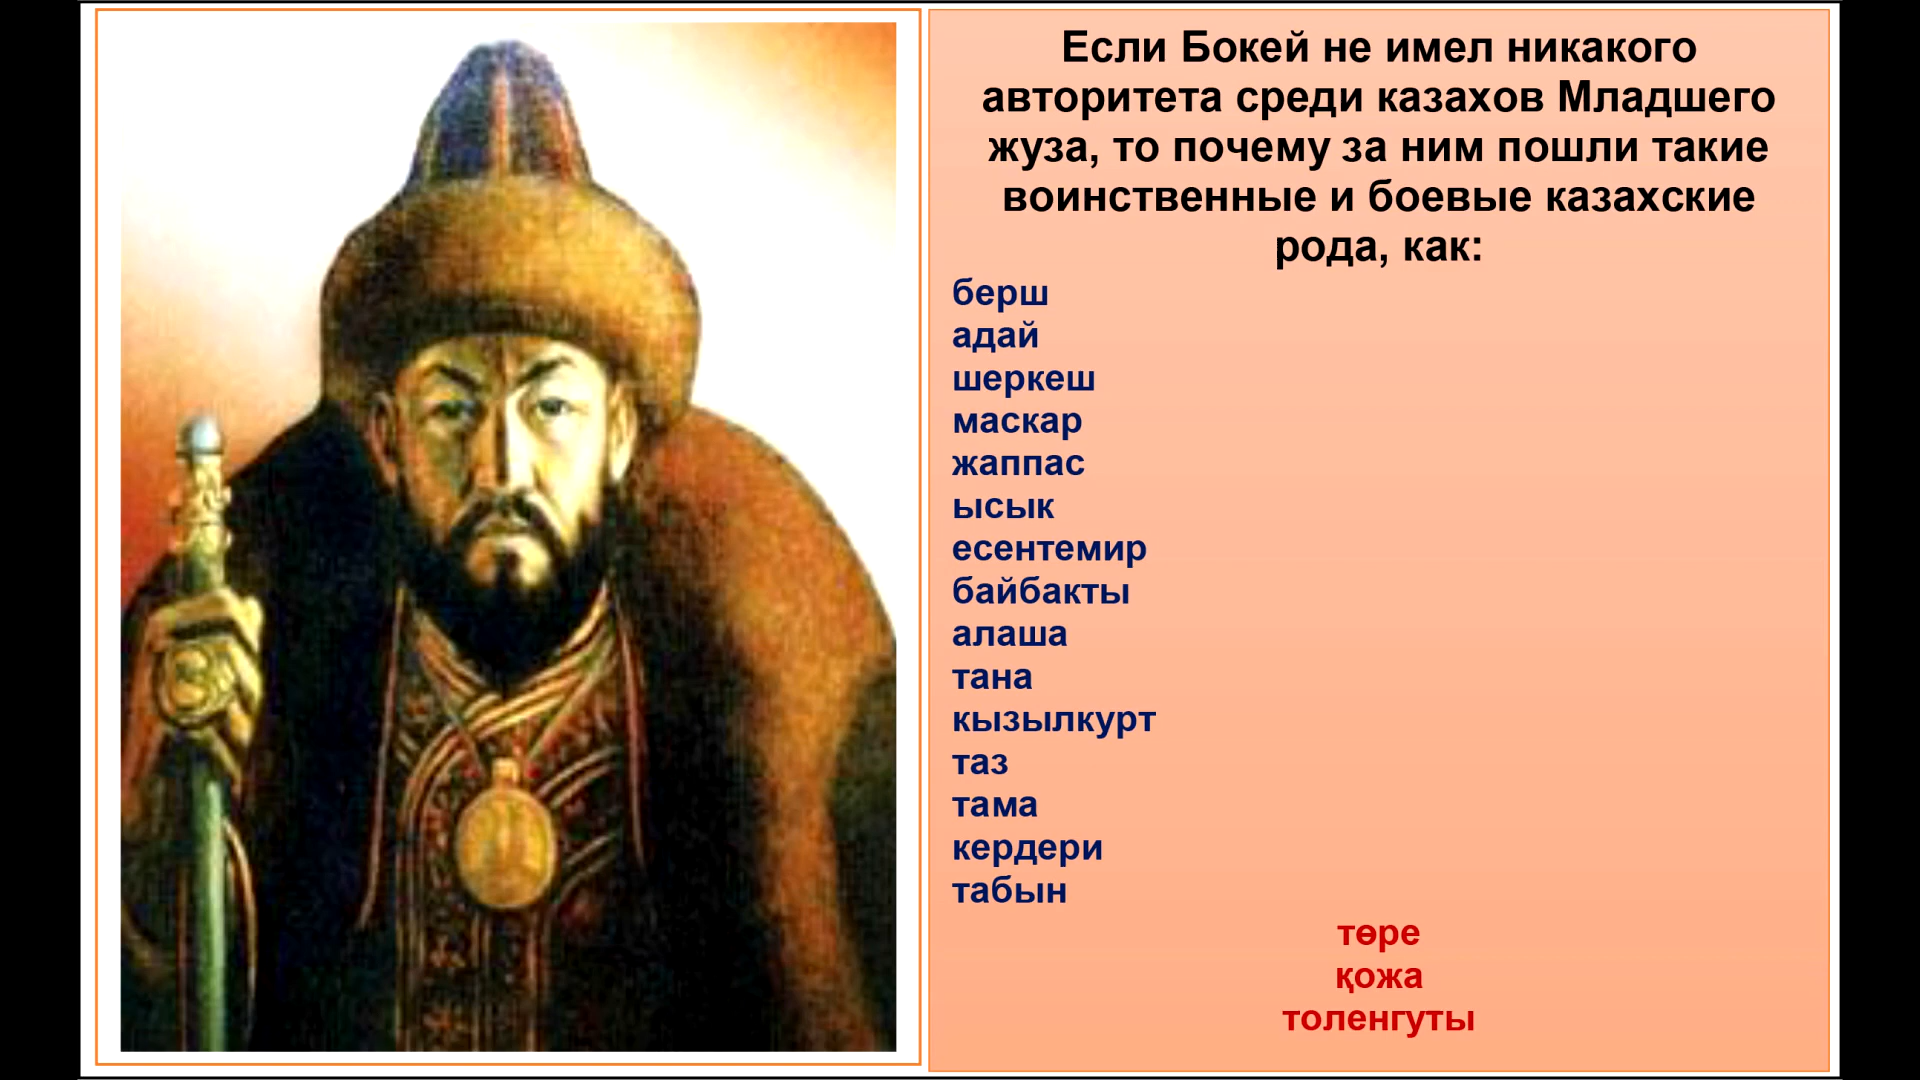 Если Бокей не имел никакого
авторитета среди казахов Младшего
жуза, то почему за ним пошли такие
воинственные и боевые казахские
рода, как:
берш
адай
шеркеш
маскар
жаппас
ысык
есентемир
байбакты
алаша
тана
кызылкурт
таз
тама
кердери
табын
төре
қожа
толенгуты